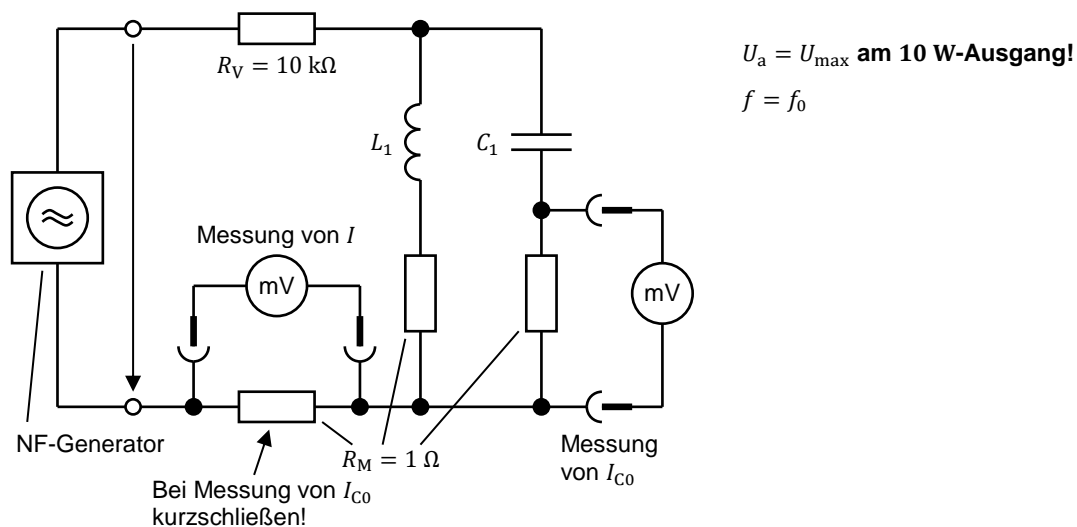 R_V = 10 kΩ
U_a = U_max am 10 W-Ausgang!
f = f_0
L_1
C_1
Messung von I
mV
mV
NF-Generator
R_M = 1 Ω
Messung
von I_C0
Bei Messung von I_C0
kurzschließen!